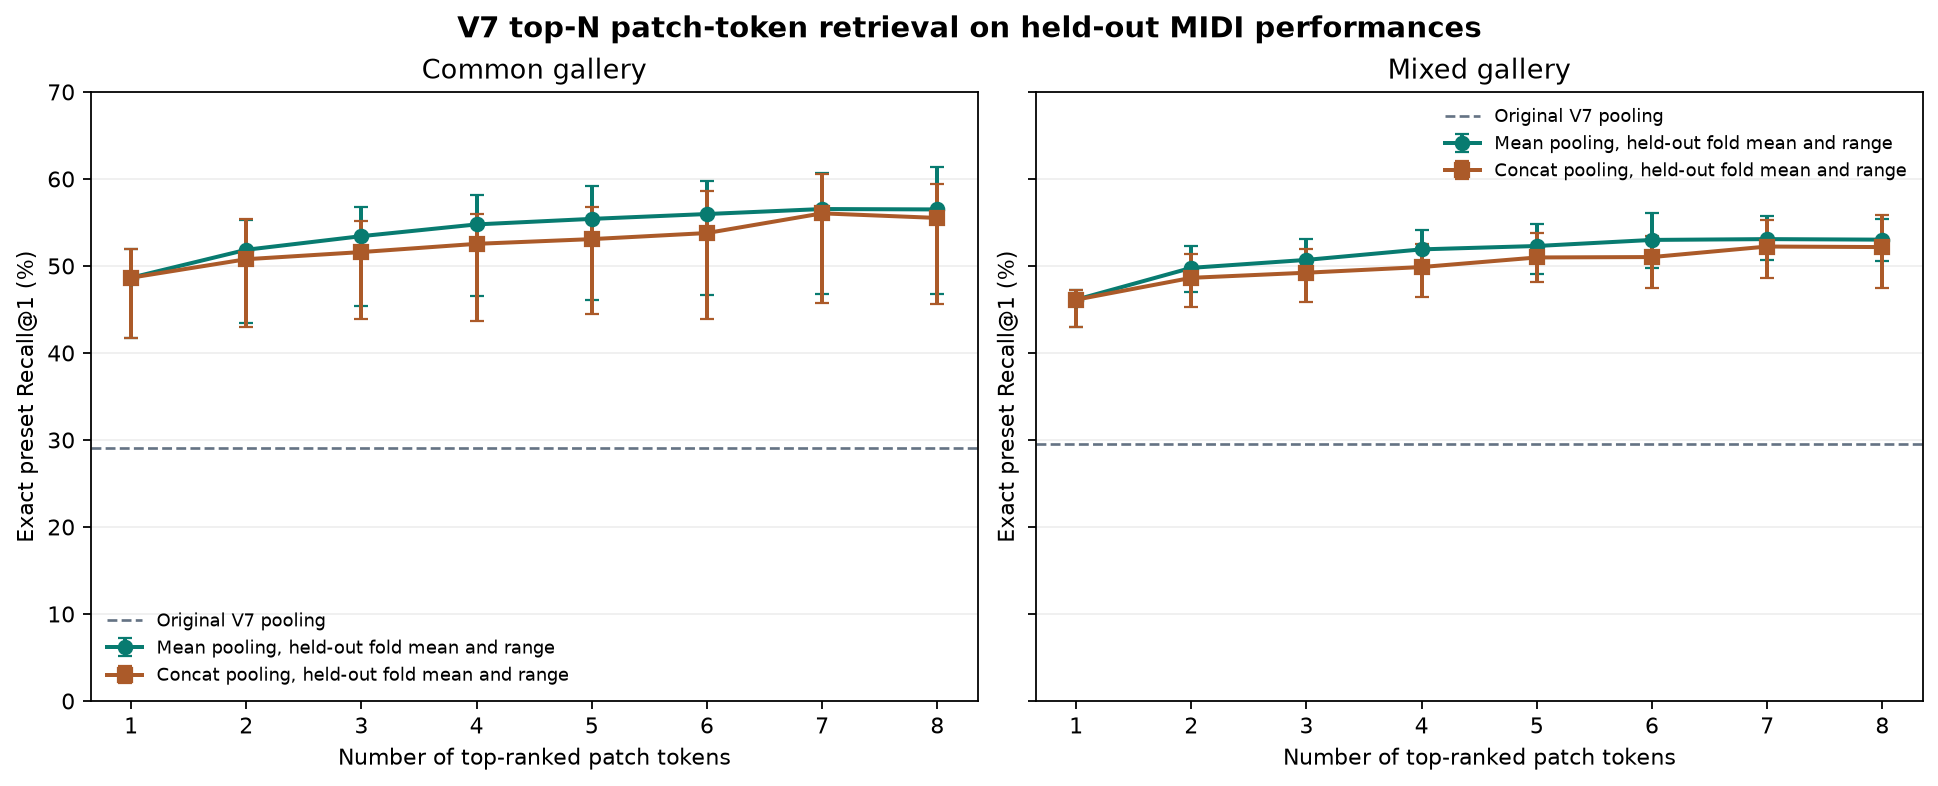 V7 top-N patch-token retrieval on held-out MIDI performances
Common gallery
Exact preset Recall@1 (%)
70
60
50
40
30
20
10
0
Original V7 pooling
Mean pooling, held-out fold mean and range
Concat pooling, held-out fold mean and range
1 2 3 4 5 6 7 8
Number of top-ranked patch tokens
Mixed gallery
Exact preset Recall@1 (%)
Original V7 pooling
Mean pooling, held-out fold mean and range
Concat pooling, held-out fold mean and range
1 2 3 4 5 6 7 8
Number of top-ranked patch tokens